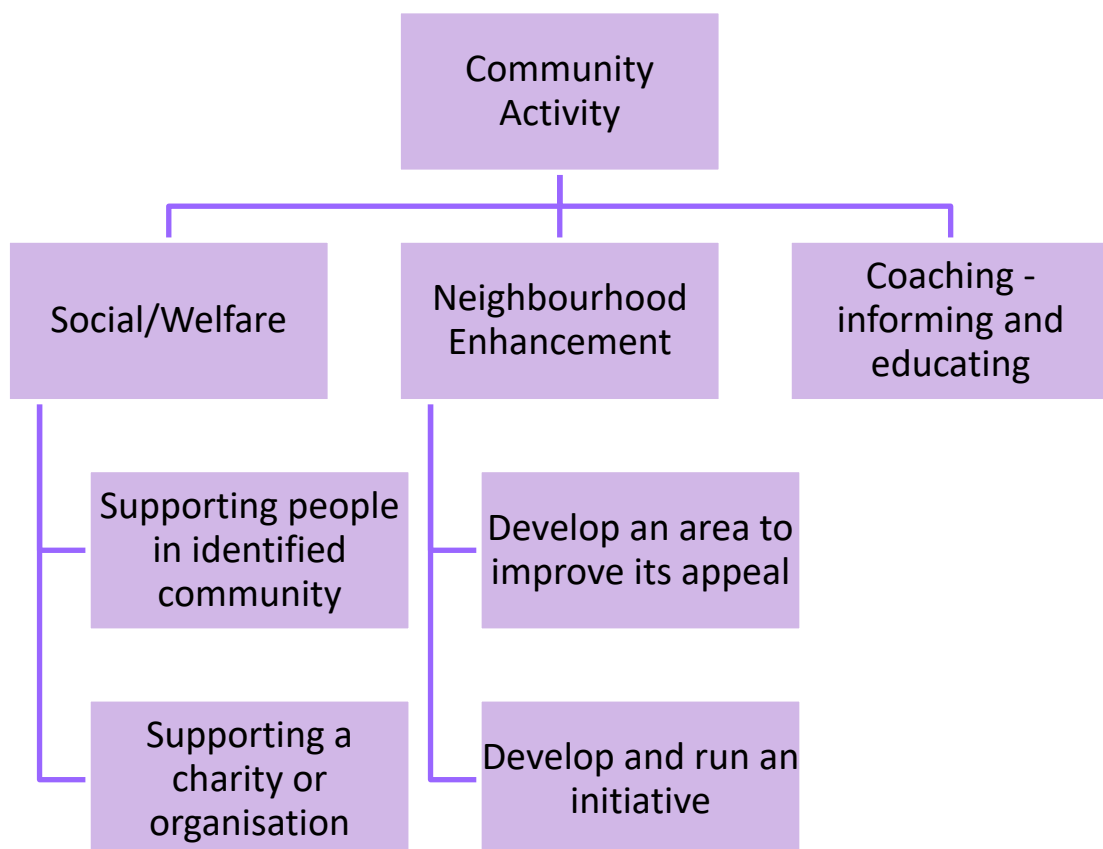 Community
Activity
Social/Welfare
Neighbourhood
Enhancement
Coaching -
informing and
educating
Supporting people
in identified
community
Develop an area to
improve its appeal
Supporting a
charity or
organisation
Develop and run an
initiative